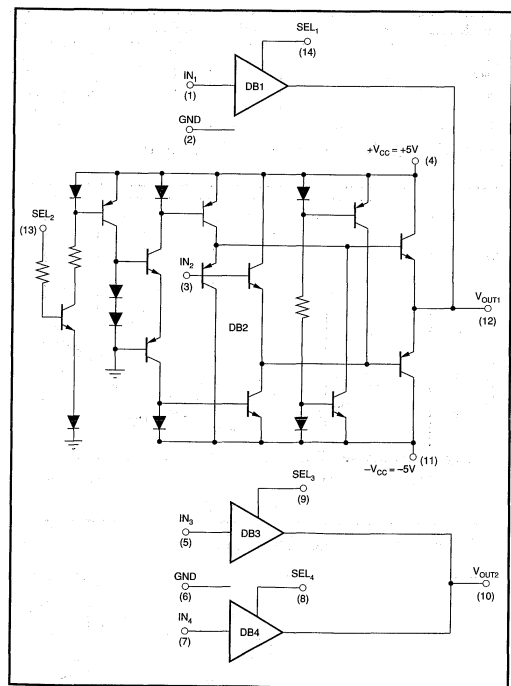 SEL1
(14)
IN1
(1)
DB1
GND
(2)
+VCC = +5V
(4)
SEL2
(13)
IN2
(3)
DB2
VOUT1
(12)
(11)
–VCC = –5V
SEL3
(9)
IN3
(5)
DB3
GND
(6)
SEL4
(8)
VOUT2
(10)
IN4
(7)
DB4